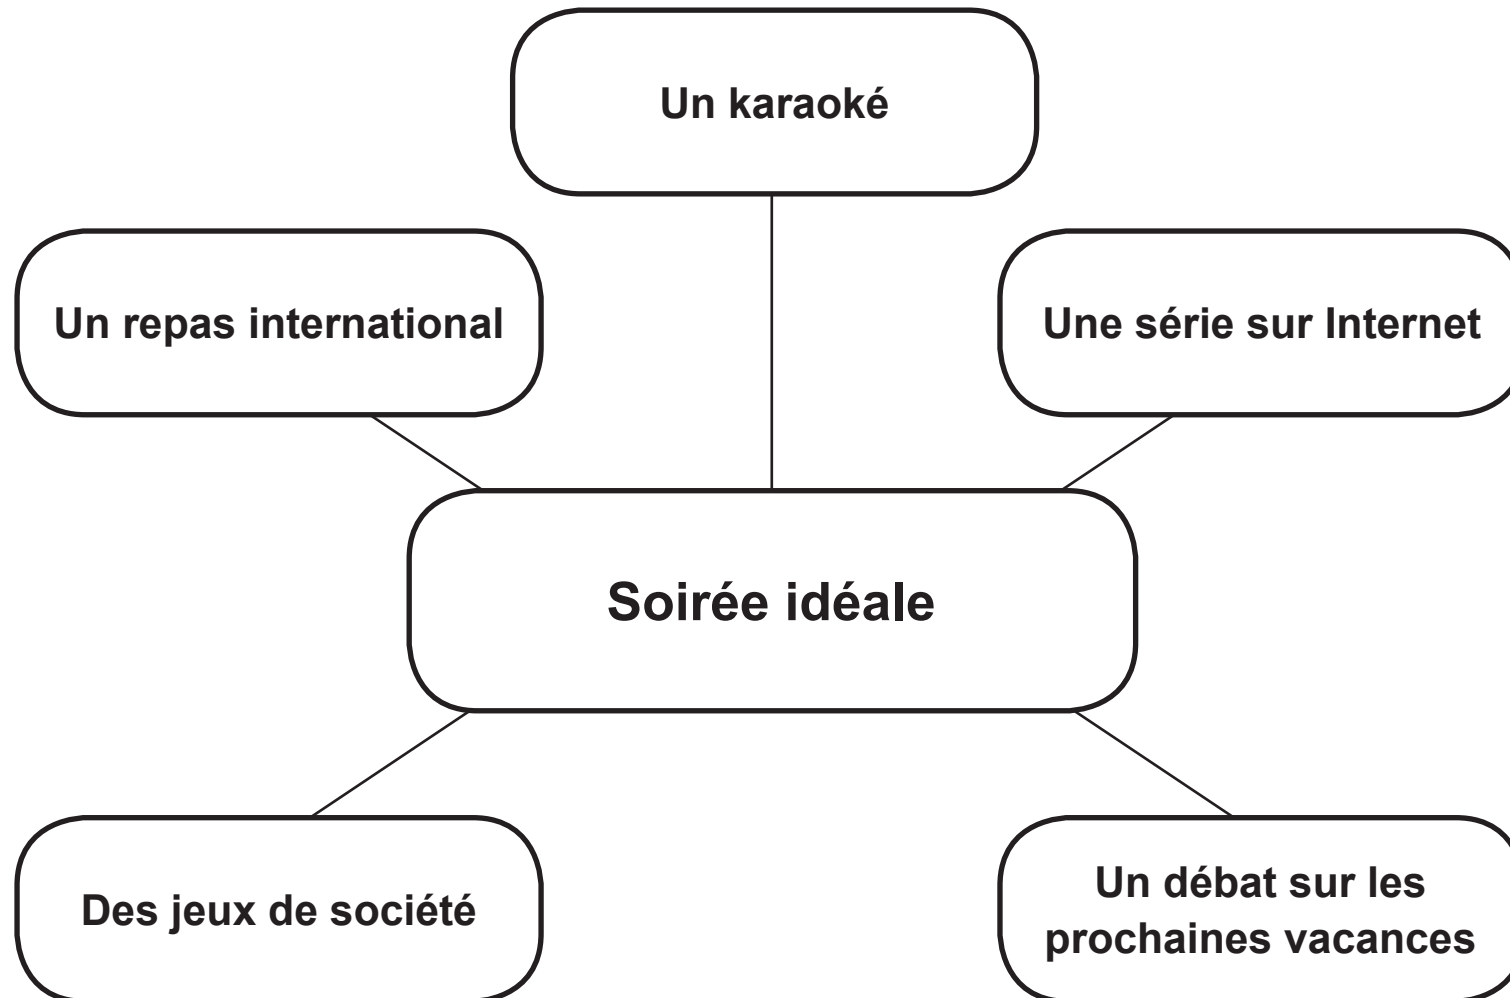 Un karaoké
Un repas international
Une série sur Internet
Soirée idéale
Des jeux de société
Un débat sur les
prochaines vacances